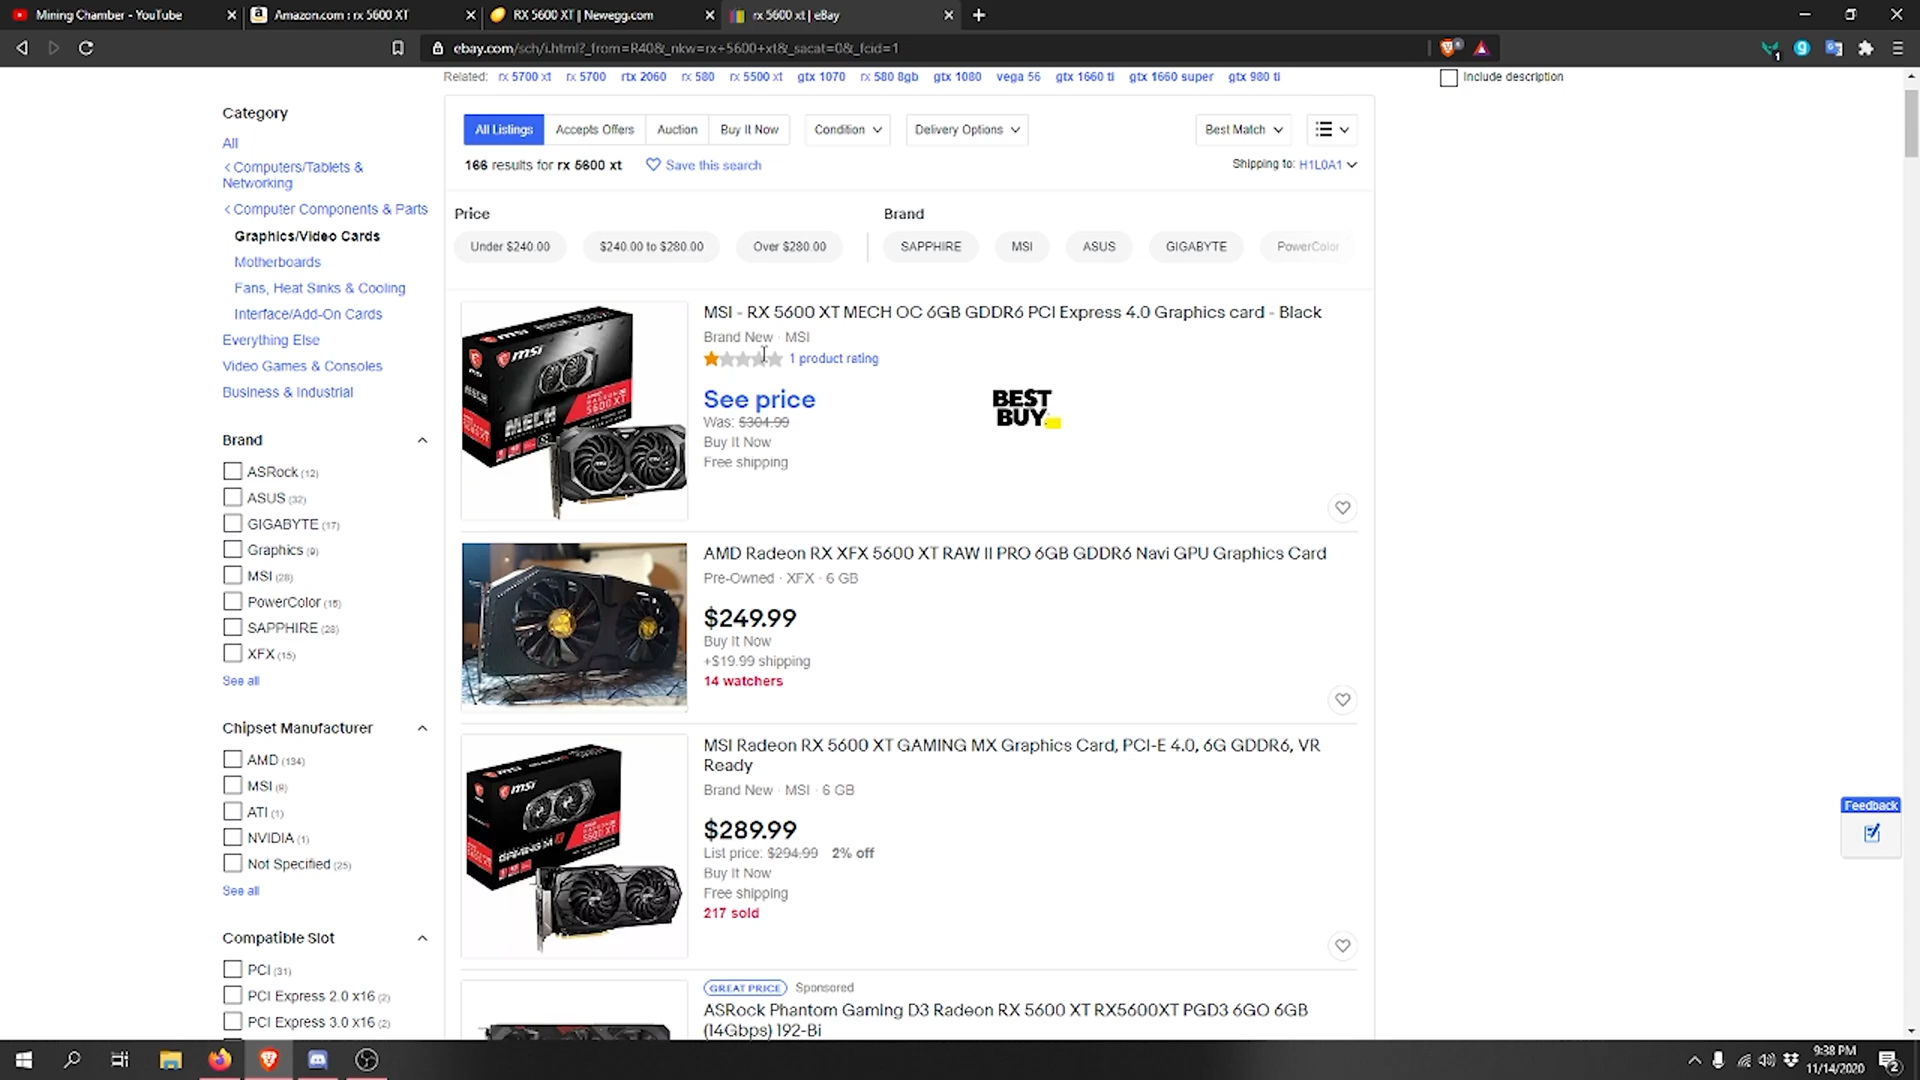 Mining Chamber - YouTube
Amazon.com : rx 5600 XT
RX 5600 XT | Newegg.com
rx 5600 xt | eBay
ebay.com/sch/i.html?_from=R40&_nkw=rx+5600+xt&_sacat=0&_fcid=1
Related: rx 5700 xt rx 5700 rtx 2060 rx 580 rx 5500 xt gtx 1070 rx 580 8gb gtx 1080 vega 56 gtx 1660 ti gtx 1660 super gtx 980 ti
Include description
Category
All
< Computers/Tablets &
Networking
< Computer Components & Parts
Graphics/Video Cards
Motherboards
Fans, Heat Sinks & Cooling
Interface/Add-On Cards
Everything Else
Video Games & Consoles
Business & Industrial
Brand
ASRock (12)
ASUS (32)
GIGABYTE (17)
Graphics (9)
MSI (28)
PowerColor (15)
SAPPHIRE (28)
XFX (15)
See all
Chipset Manufacturer
AMD (134)
MSI (8)
ATI (1)
NVIDIA (1)
Not Specified (25)
See all
Compatible Slot
PCI (31)
PCI Express 2.0 x16 (2)
PCI Express 3.0 x16 (2)
All Listings Accepts Offers Auction Buy It Now Condition Delivery Options Best Match
166 results for rx 5600 xt Save this search Shipping to: H1L0A1
Price Brand
Under $240.00 $240.00 to $280.00 Over $280.00 SAPPHIRE MSI ASUS GIGABYTE PowerColor
MSI - RX 5600 XT MECH OC 6GB GDDR6 PCI Express 4.0 Graphics card - Black
Brand New · MSI
1 product rating
See price
BEST
BUY
Was: $304.99
Buy It Now
Free shipping
msi
MECH
RADEON
5600 XT
AMD Radeon RX XFX 5600 XT RAW II PRO 6GB GDDR6 Navi GPU Graphics Card
Pre-Owned · XFX · 6 GB
$249.99
Buy It Now
+$19.99 shipping
14 watchers
MSI Radeon RX 5600 XT GAMING MX Graphics Card, PCI-E 4.0, 6G GDDR6, VR
Ready
Brand New · MSI · 6 GB
$289.99
List price: $294.99 2% off
Buy It Now
Free shipping
217 sold
msi
GAMING X
RADEON
5600 XT
GREAT PRICE Sponsored
ASRock Phantom Gaming D3 Radeon RX 5600 XT RX5600XT PGD3 6GO 6GB
(14Gbps) 192-Bi
Feedback
9:38 PM
11/14/2020